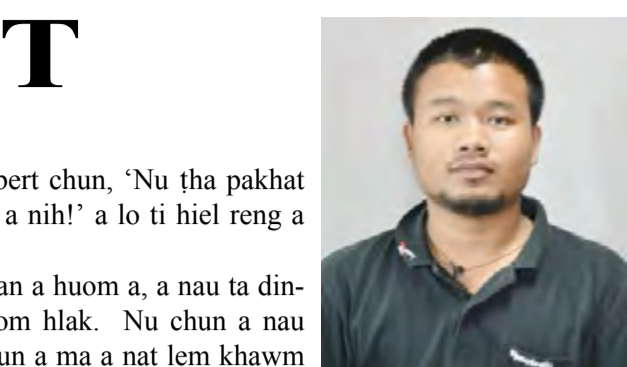 T
bert chun, ‘Nu ṭha pakhat
a nih!’ a lo ti hiel reng a
an a huom a, a nau ta din-
om hlak. Nu chun a nau
un a ma a nat lem khawm